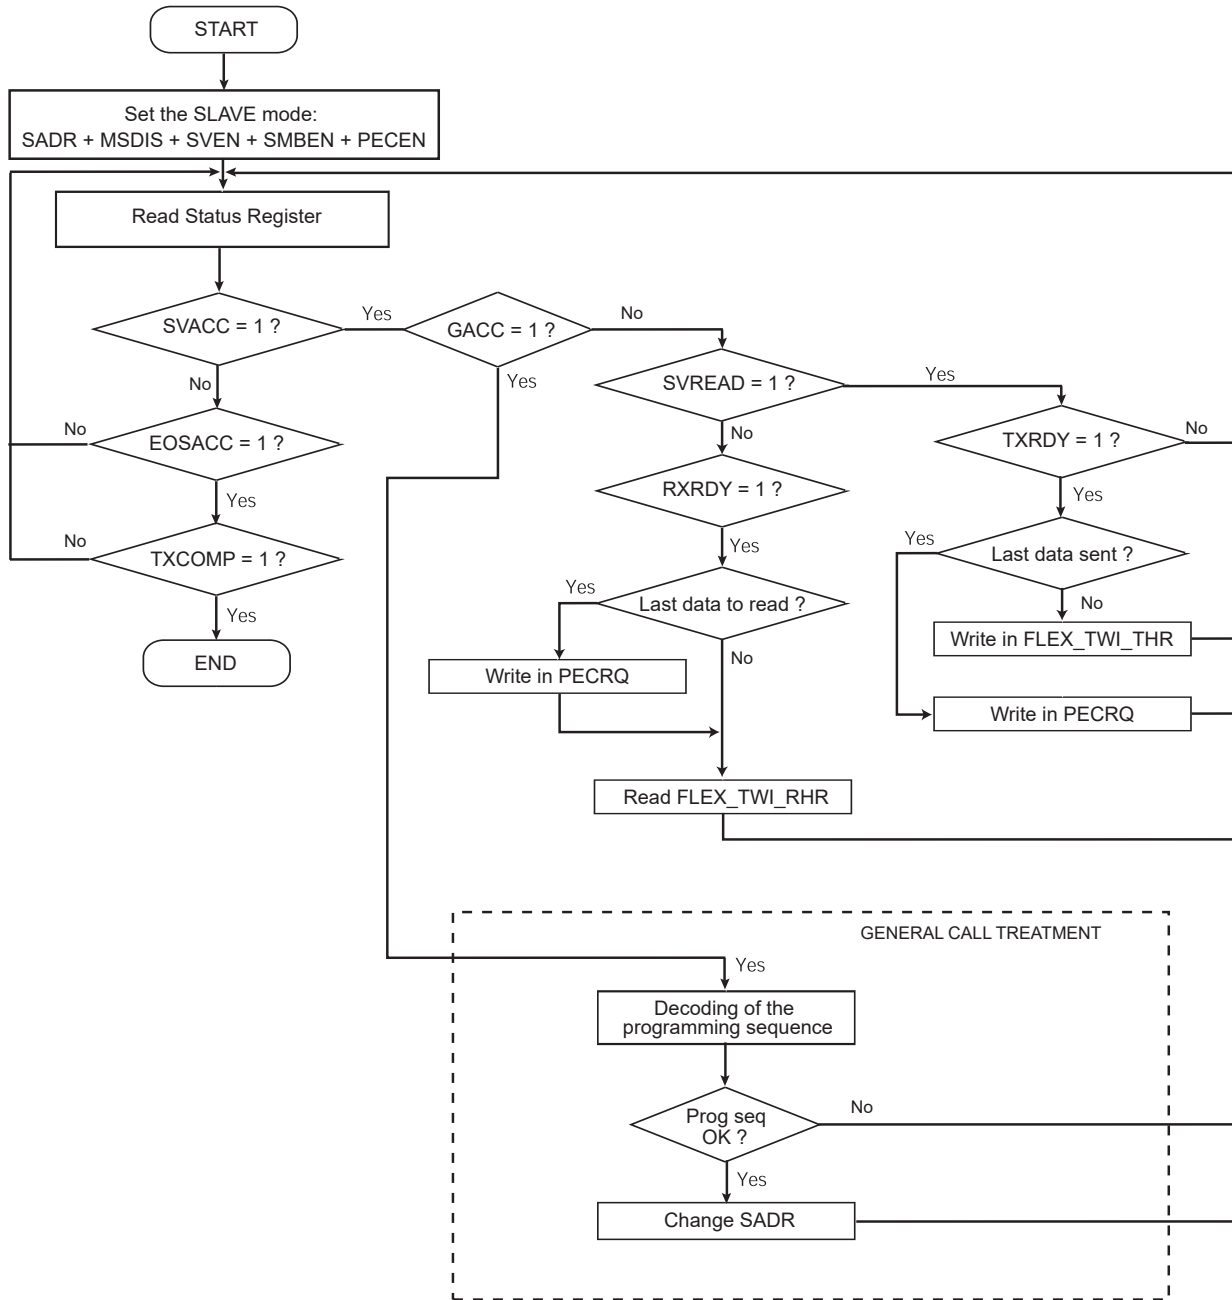 START
Set the SLAVE mode:
SADR + MSDIS + SVEN + SMBEN + PECEN
Read Status Register
SVACC = 1 ?
Yes
GACC = 1 ?
No
No
Yes
SVREAD = 1 ?
Yes
No
EOSACC = 1 ?
No
TXRDY = 1 ?
No
Yes
RXRDY = 1 ?
Yes
No
TXCOMP = 1 ?
Yes
Yes
Last data sent ?
Yes
Yes
Last data to read ?
No
Yes
END
No
Write in FLEX_TWI_THR
Write in PECRQ
Write in PECRQ
Read FLEX_TWI_RHR
GENERAL CALL TREATMENT
Yes
Decoding of the
programming sequence
Prog seq
OK ?
No
Yes
Change SADR